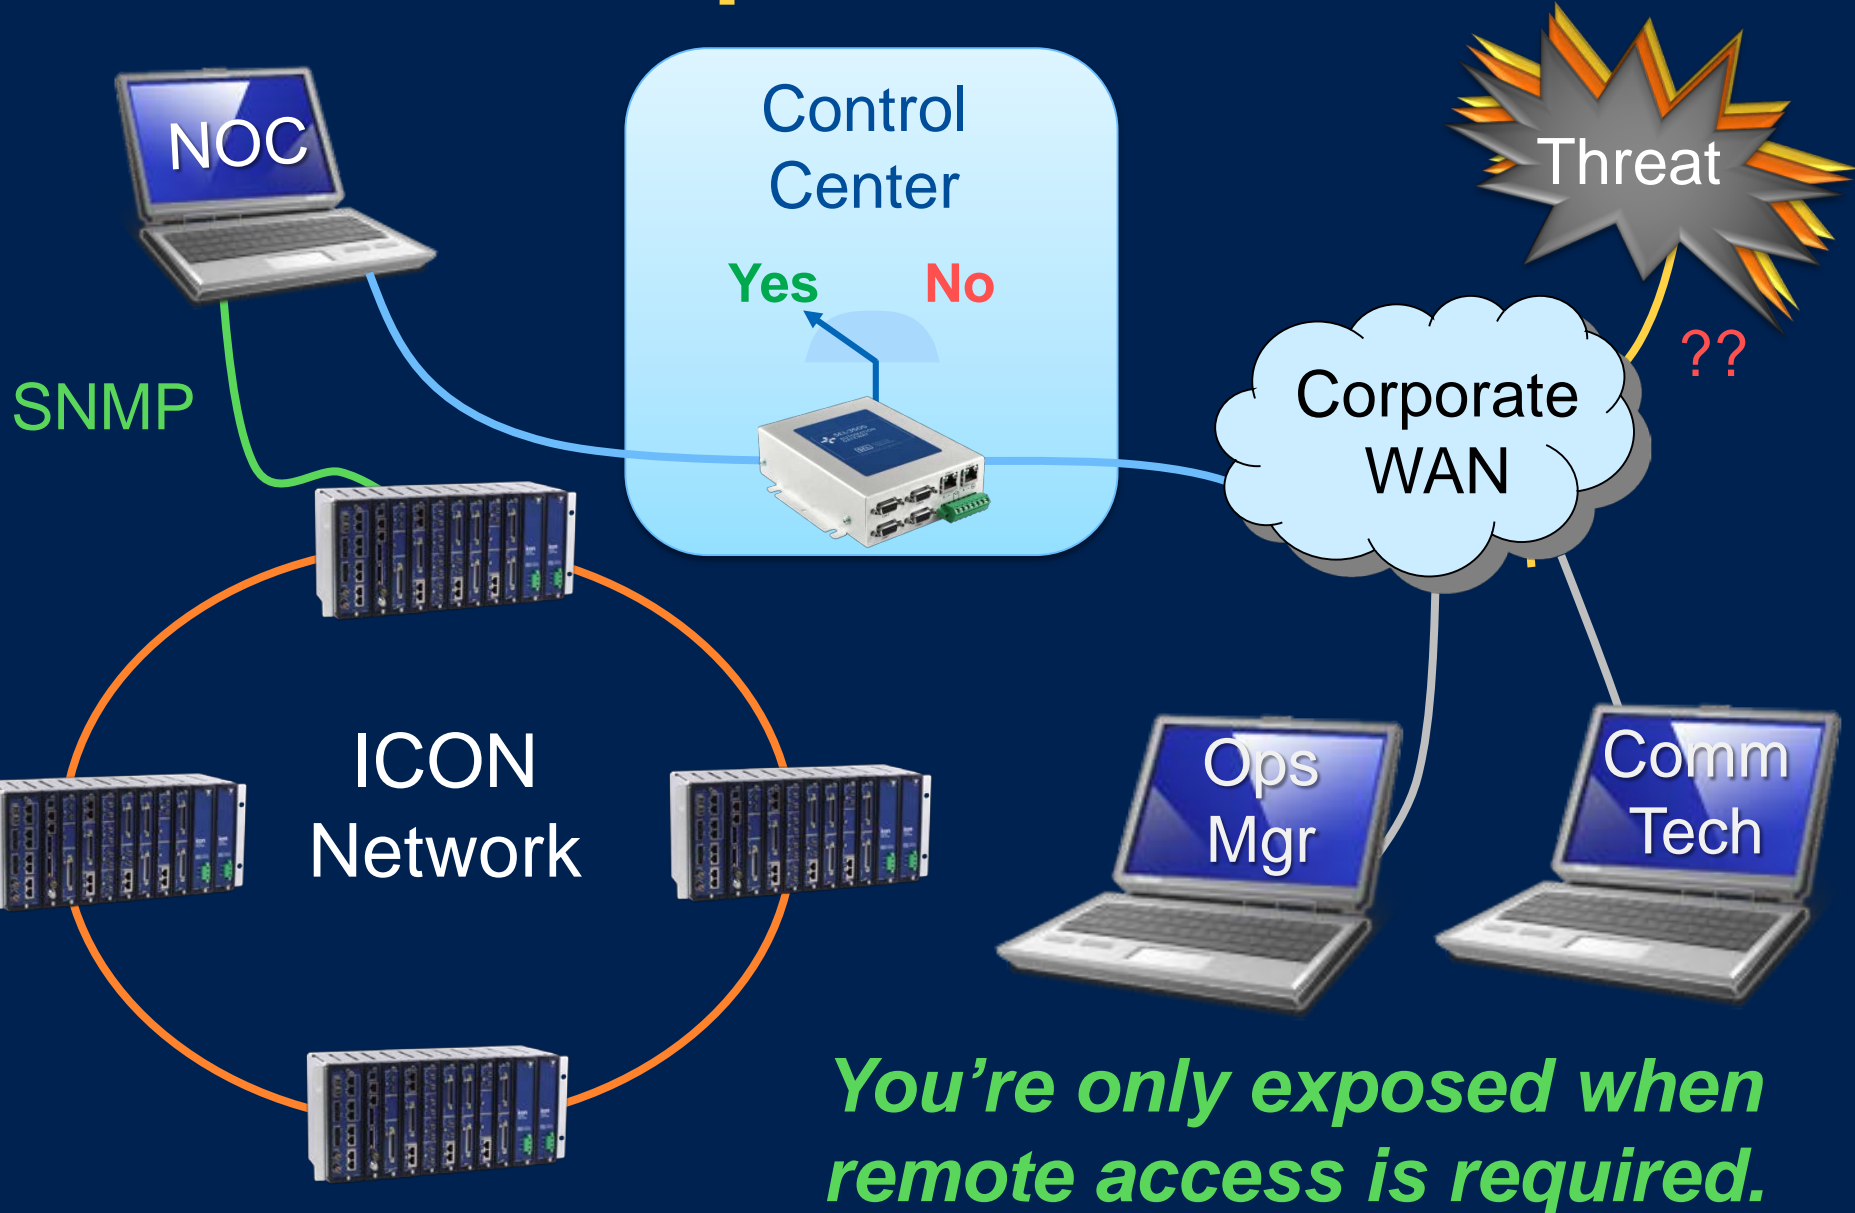 NOC
Control
Center
Yes No
Threat
??
SNMP
Corporate
WAN
ICON
Network
Ops
Mgr
Comm
Tech
You’re only exposed when
remote access is required.